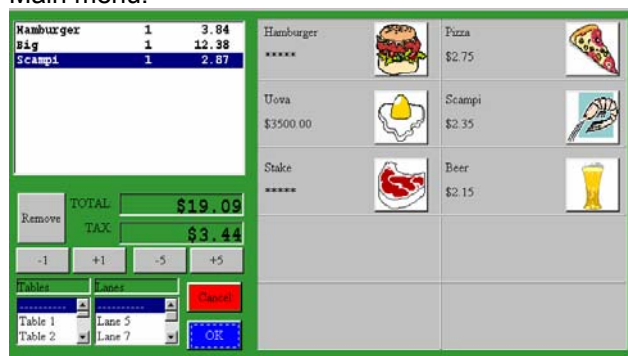 Main menu:
Hamburger 1 3.84
Big 1 12.38
Scampi 1 2.87
Remove
TOTAL: $19.09
TAX: $3.44
-1 +1 -5 +5
Tables Lanes
---------- ----------
Table 1 Lane 5
Table 2 Lane 7
Cancel
OK
Hamburger
*****
Pizza
$2.75
Uova
$3500.00
Scampi
$2.35
Stake
*****
Beer
$2.15